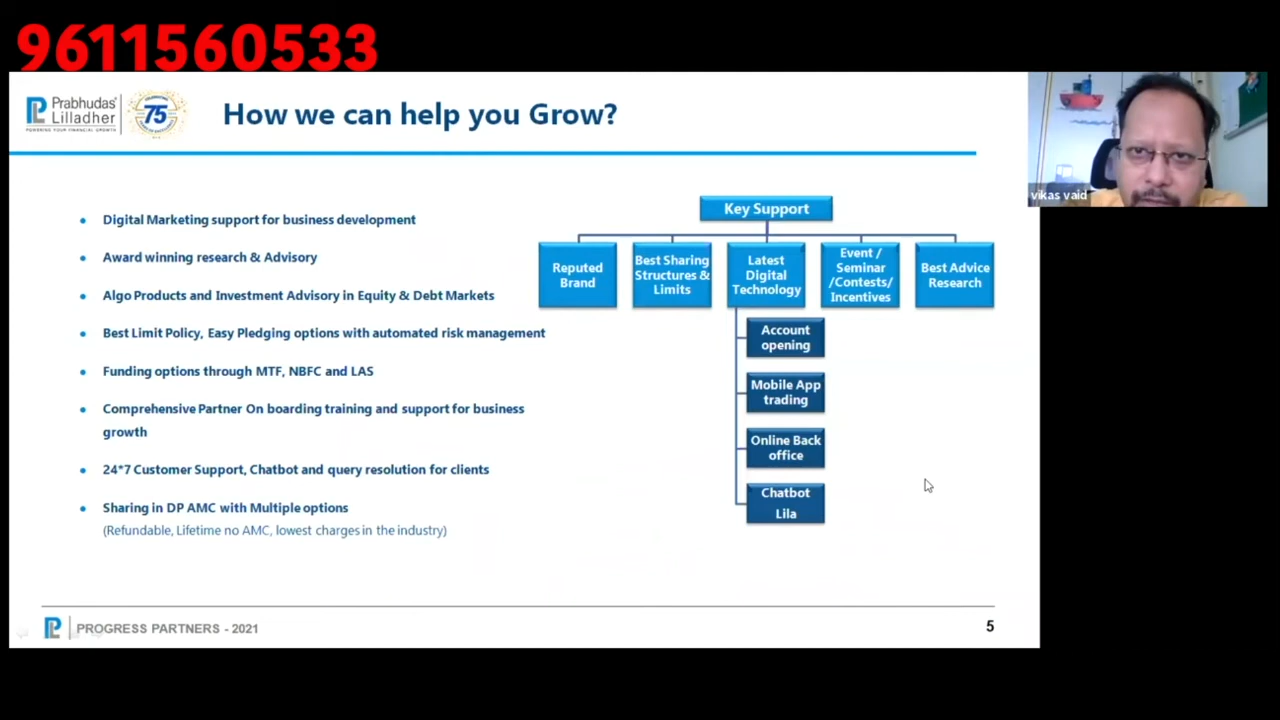 9611560533
Prabhudas
Lilladher
POWERING YOUR FINANCIAL GROWTH
75
How we can help you Grow?
vikas vaid
Digital Marketing support for business development
Award winning research & Advisory
Algo Products and Investment Advisory in Equity & Debt Markets
Best Limit Policy, Easy Pledging options with automated risk management
Funding options through MTF, NBFC and LAS
Comprehensive Partner On boarding training and support for business
growth
24*7 Customer Support, Chatbot and query resolution for clients
Sharing in DP AMC with Multiple options
(Refundable, Lifetime no AMC, lowest charges in the industry)
Key Support
Reputed
Brand
Best Sharing
Structures &
Limits
Latest
Digital
Technology
Event /
Seminar
/Contests/
Incentives
Best Advice
Research
Account
opening
Mobile App
trading
Online Back
office
Chatbot
Lila
PROGRESS PARTNERS - 2021
5